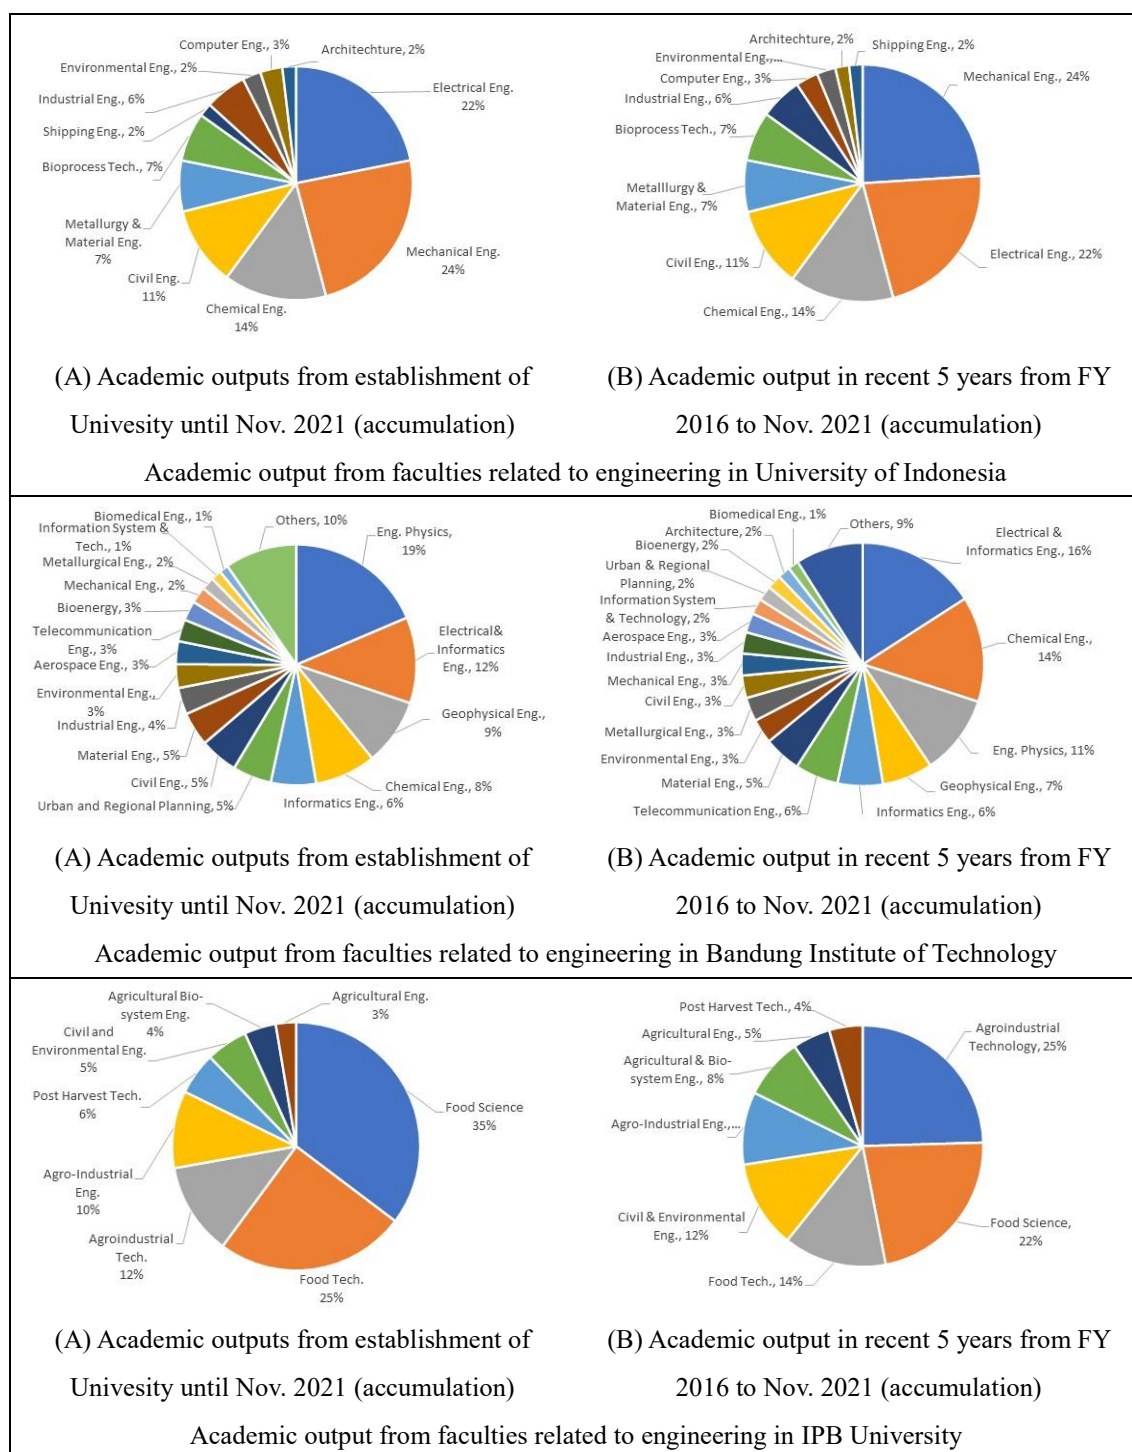 Computer Eng., 3%
Architechture, 2%
Environmental Eng., 2%
Industrial Eng., 6%
Shipping Eng., 2%
Bioprocess Tech., 7%
Metallurgy &
Material Eng.
7%
Civil Eng.
11%
Chemical Eng.
14%
Mechanical Eng.
24%
Electrical Eng.
22%
Architechture, 2%
Shipping Eng., 2%
Environmental Eng.,...
Computer Eng., 3%
Industrial Eng., 6%
Bioprocess Tech., 7%
Metalllurgy &
Material Eng., 7%
Civil Eng., 11%
Chemical Eng., 14%
Electrical Eng., 22%
Mechanical Eng., 24%
(A) Academic outputs from establishment of
Univesity until Nov. 2021 (accumulation)
(B) Academic output in recent 5 years from FY
2016 to Nov. 2021 (accumulation)
Academic output from faculties related to engineering in University of Indonesia
Biomedical Eng., 1%
Information System &
Tech., 1%
Metallurgical Eng., 2%
Mechanical Eng., 2%
Bioenergy, 3%
Telecommunication
Eng., 3%
Aerospace Eng., 3%
Environmental Eng.,
3%
Industrial Eng., 4%
Material Eng., 5%
Civil Eng., 5%
Urban and Regional Planning, 5%
Informatics Eng., 6%
Chemical Eng., 8%
Geophysical Eng.,
9%
Electrical&
Informatics
Eng., 12%
Eng. Physics,
19%
Others, 10%
Biomedical Eng., 1%
Architecture, 2%
Bioenergy, 2%
Urban & Regional
Planning, 2%
Information System
& Technology, 2%
Aerospace Eng., 3%
Industrial Eng., 3%
Mechanical Eng., 3%
Civil Eng., 3%
Metallurgical Eng., 3%
Environmental Eng., 3%
Material Eng., 5%
Telecommunication Eng., 6%
Informatics Eng., 6%
Geophysical Eng., 7%
Eng. Physics, 11%
Chemical Eng.,
14%
Electrical &
Informatics Eng., 16%
Others, 9%
(A) Academic outputs from establishment of
Univesity until Nov. 2021 (accumulation)
(B) Academic output in recent 5 years from FY
2016 to Nov. 2021 (accumulation)
Academic output from faculties related to engineering in Bandung Institute of Technology
Agricultural Bio-
system Eng.
4%
Agricultural Eng.
3%
Civil and
Environmental Eng.
5%
Post Harvest Tech.
6%
Agro-Industrial
Eng.
10%
Agroindustrial
Tech.
12%
Food Tech.
25%
Food Science
35%
Post Harvest Tech., 4%
Agricultural Eng., 5%
Agricultural & Bio-
system Eng., 8%
Agro-Industrial Eng.,...
Civil & Environmental
Eng., 12%
Food Tech., 14%
Food Science,
22%
Agroindustrial
Technology, 25%
(A) Academic outputs from establishment of
Univesity until Nov. 2021 (accumulation)
(B) Academic output in recent 5 years from FY
2016 to Nov. 2021 (accumulation)
Academic output from faculties related to engineering in IPB University